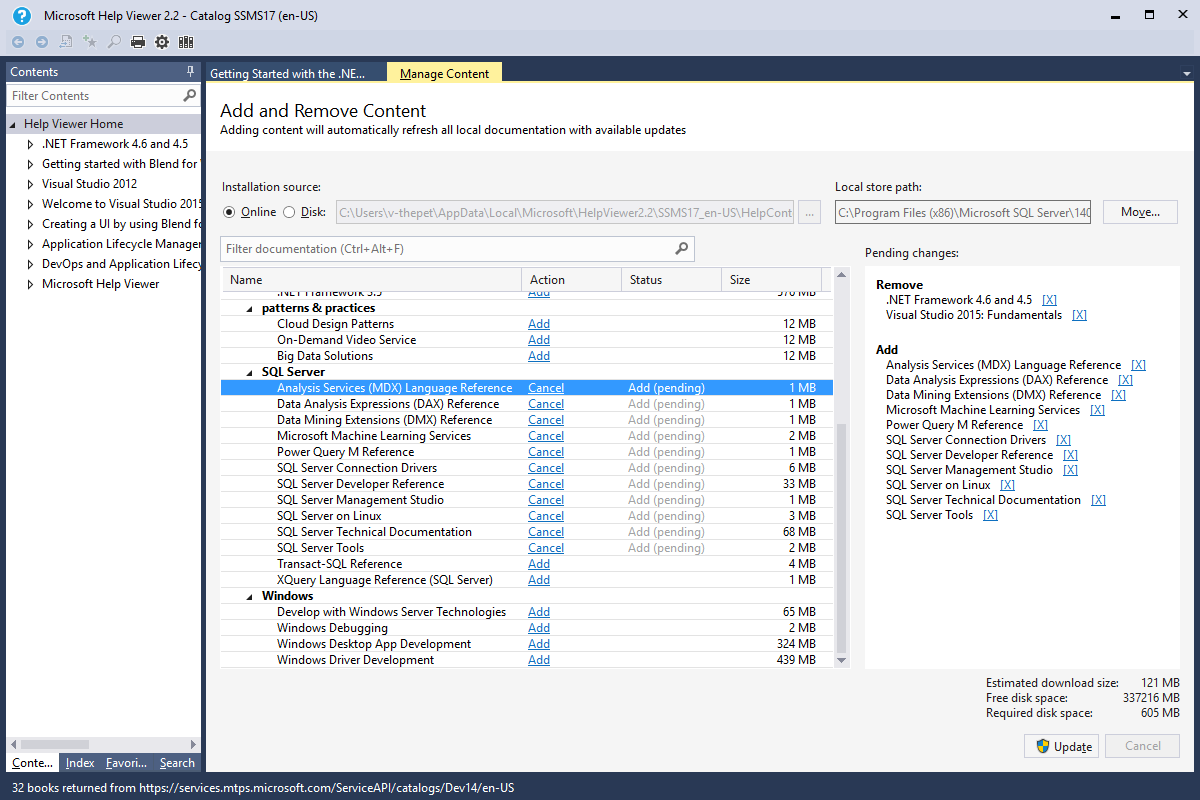 Microsoft Help Viewer 2.2 - Catalog SSMS17 (en-US)
Contents
Filter Contents
Help Viewer Home
.NET Framework 4.6 and 4.5
Getting started with Blend for
Visual Studio 2012
Welcome to Visual Studio 2015
Creating a UI by using Blend fo
Application Lifecycle Manager
DevOps and Application Lifecy
Microsoft Help Viewer
Conte... Index Favori... Search
Getting Started with the .NE... Manage Content
Add and Remove Content
Adding content will automatically refresh all local documentation with available updates
Installation source:
Online Disk: C:\Users\v-thepet\AppData\Local\Microsoft\HelpViewer2.2\SSMS17_en-US\HelpCont ...
Local store path:
C:\Program Files (x86)\Microsoft SQL Server\140 Move...
Filter documentation (Ctrl+Alt+F)
Name Action Status Size
.NET Framework 3.5 Add 570 MB
patterns & practices
Cloud Design Patterns Add 12 MB
On-Demand Video Service Add 12 MB
Big Data Solutions Add 12 MB
SQL Server
Analysis Services (MDX) Language Reference Cancel Add (pending) 1 MB
Data Analysis Expressions (DAX) Reference Cancel Add (pending) 1 MB
Data Mining Extensions (DMX) Reference Cancel Add (pending) 1 MB
Microsoft Machine Learning Services Cancel Add (pending) 2 MB
Power Query M Reference Cancel Add (pending) 1 MB
SQL Server Connection Drivers Cancel Add (pending) 6 MB
SQL Server Developer Reference Cancel Add (pending) 33 MB
SQL Server Management Studio Cancel Add (pending) 1 MB
SQL Server on Linux Cancel Add (pending) 3 MB
SQL Server Technical Documentation Cancel Add (pending) 68 MB
SQL Server Tools Cancel Add (pending) 2 MB
Transact-SQL Reference Add 4 MB
XQuery Language Reference (SQL Server) Add 1 MB
Windows
Develop with Windows Server Technologies Add 65 MB
Windows Debugging Add 2 MB
Windows Desktop App Development Add 324 MB
Windows Driver Development Add 439 MB
Pending changes:
Remove
.NET Framework 4.6 and 4.5 [X]
Visual Studio 2015: Fundamentals [X]
Add
Analysis Services (MDX) Language Reference [X]
Data Analysis Expressions (DAX) Reference [X]
Data Mining Extensions (DMX) Reference [X]
Microsoft Machine Learning Services [X]
Power Query M Reference [X]
SQL Server Connection Drivers [X]
SQL Server Developer Reference [X]
SQL Server Management Studio [X]
SQL Server on Linux [X]
SQL Server Technical Documentation [X]
SQL Server Tools [X]
Estimated download size: 121 MB
Free disk space: 337216 MB
Required disk space: 605 MB
Update Cancel
32 books returned from https://services.mtps.microsoft.com/ServiceAPI/catalogs/Dev14/en-US